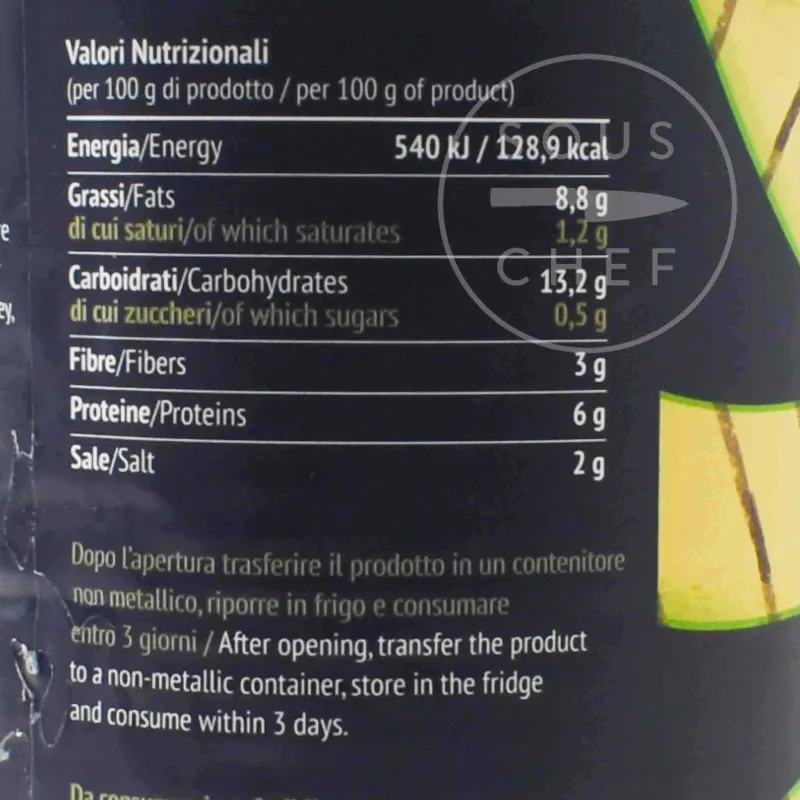 Valori Nutrizionali
(per 100 g di prodotto / per 100 g of product)
Energia/Energy 540 kJ / 128,9 kcal
Grassi/Fats 8,8 g
di cui saturi/of which saturates 1,2 g
Carboidrati/Carbohydrates 13,2 g
di cui zuccheri/of which sugars 0,5 g
Fibre/Fibers 3 g
Proteine/Proteins 6 g
Sale/Salt 2 g
Dopo l'apertura trasferire il prodotto in un contenitore
non metallico, riporre in frigo e consumare
entro 3 giorni / After opening, transfer the product
to a non-metallic container, store in the fridge
and consume within 3 days.
SOUS
CHEF